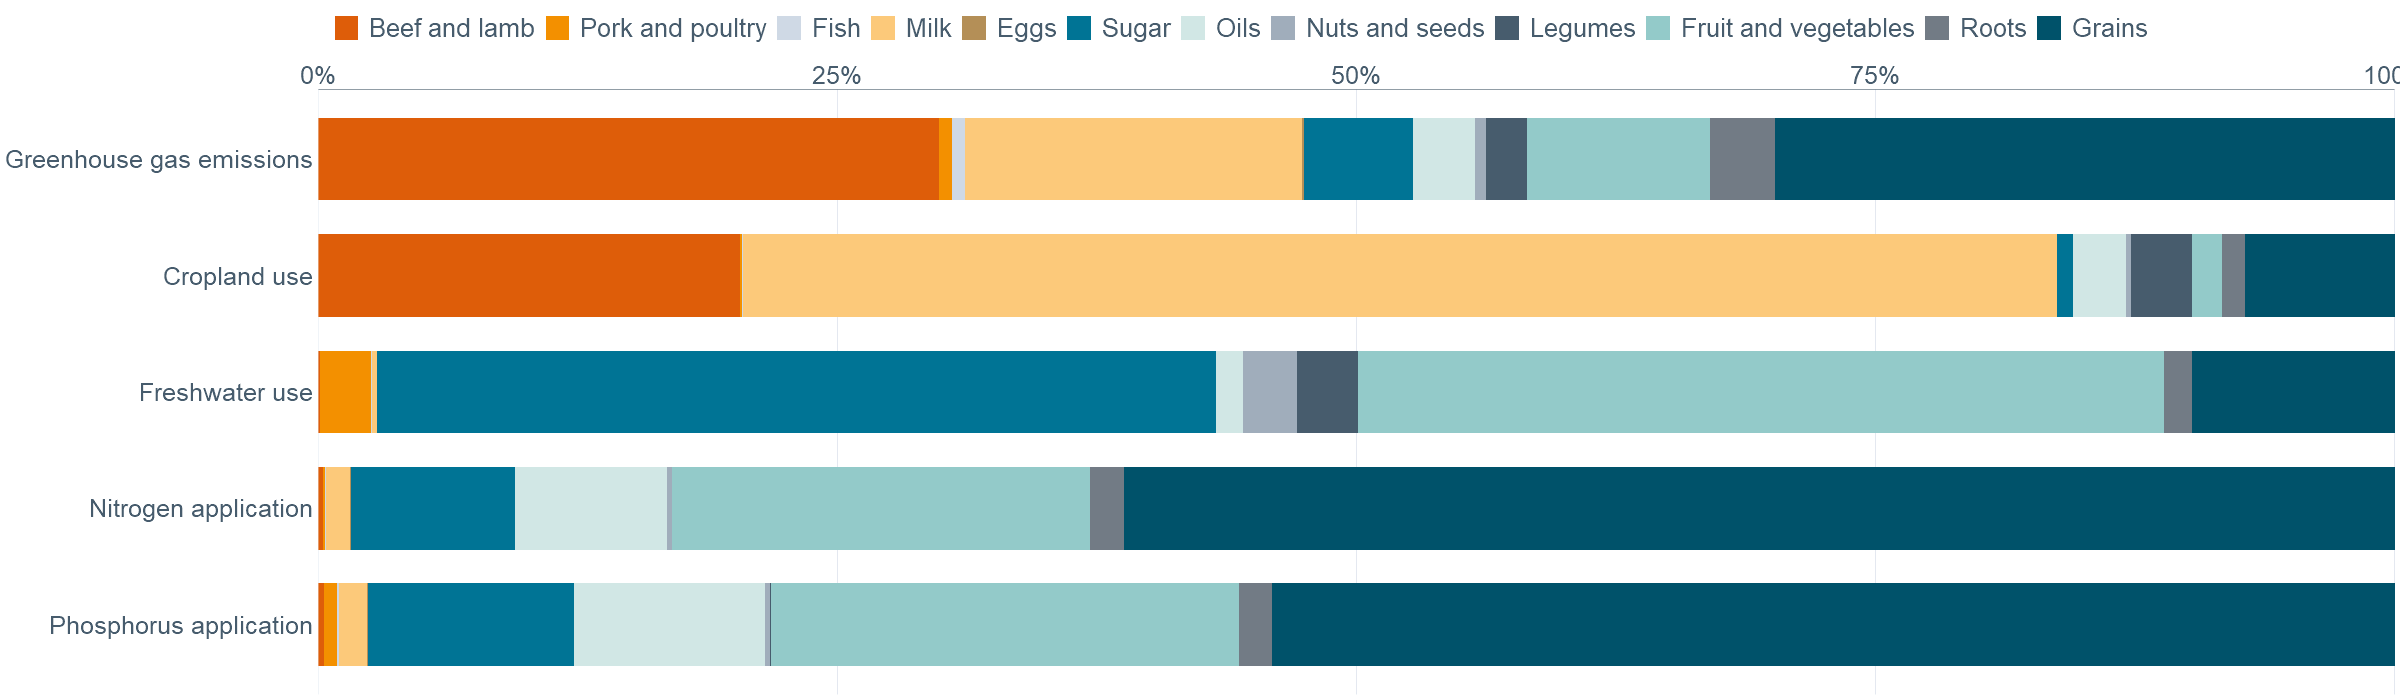 Beef and lamb Pork and poultry Fish Milk Eggs Sugar Oils Nuts and seeds Legumes Fruit and vegetables Roots Grains
0% 25% 50% 75% 100
Greenhouse gas emissions
Cropland use
Freshwater use
Nitrogen application
Phosphorus application